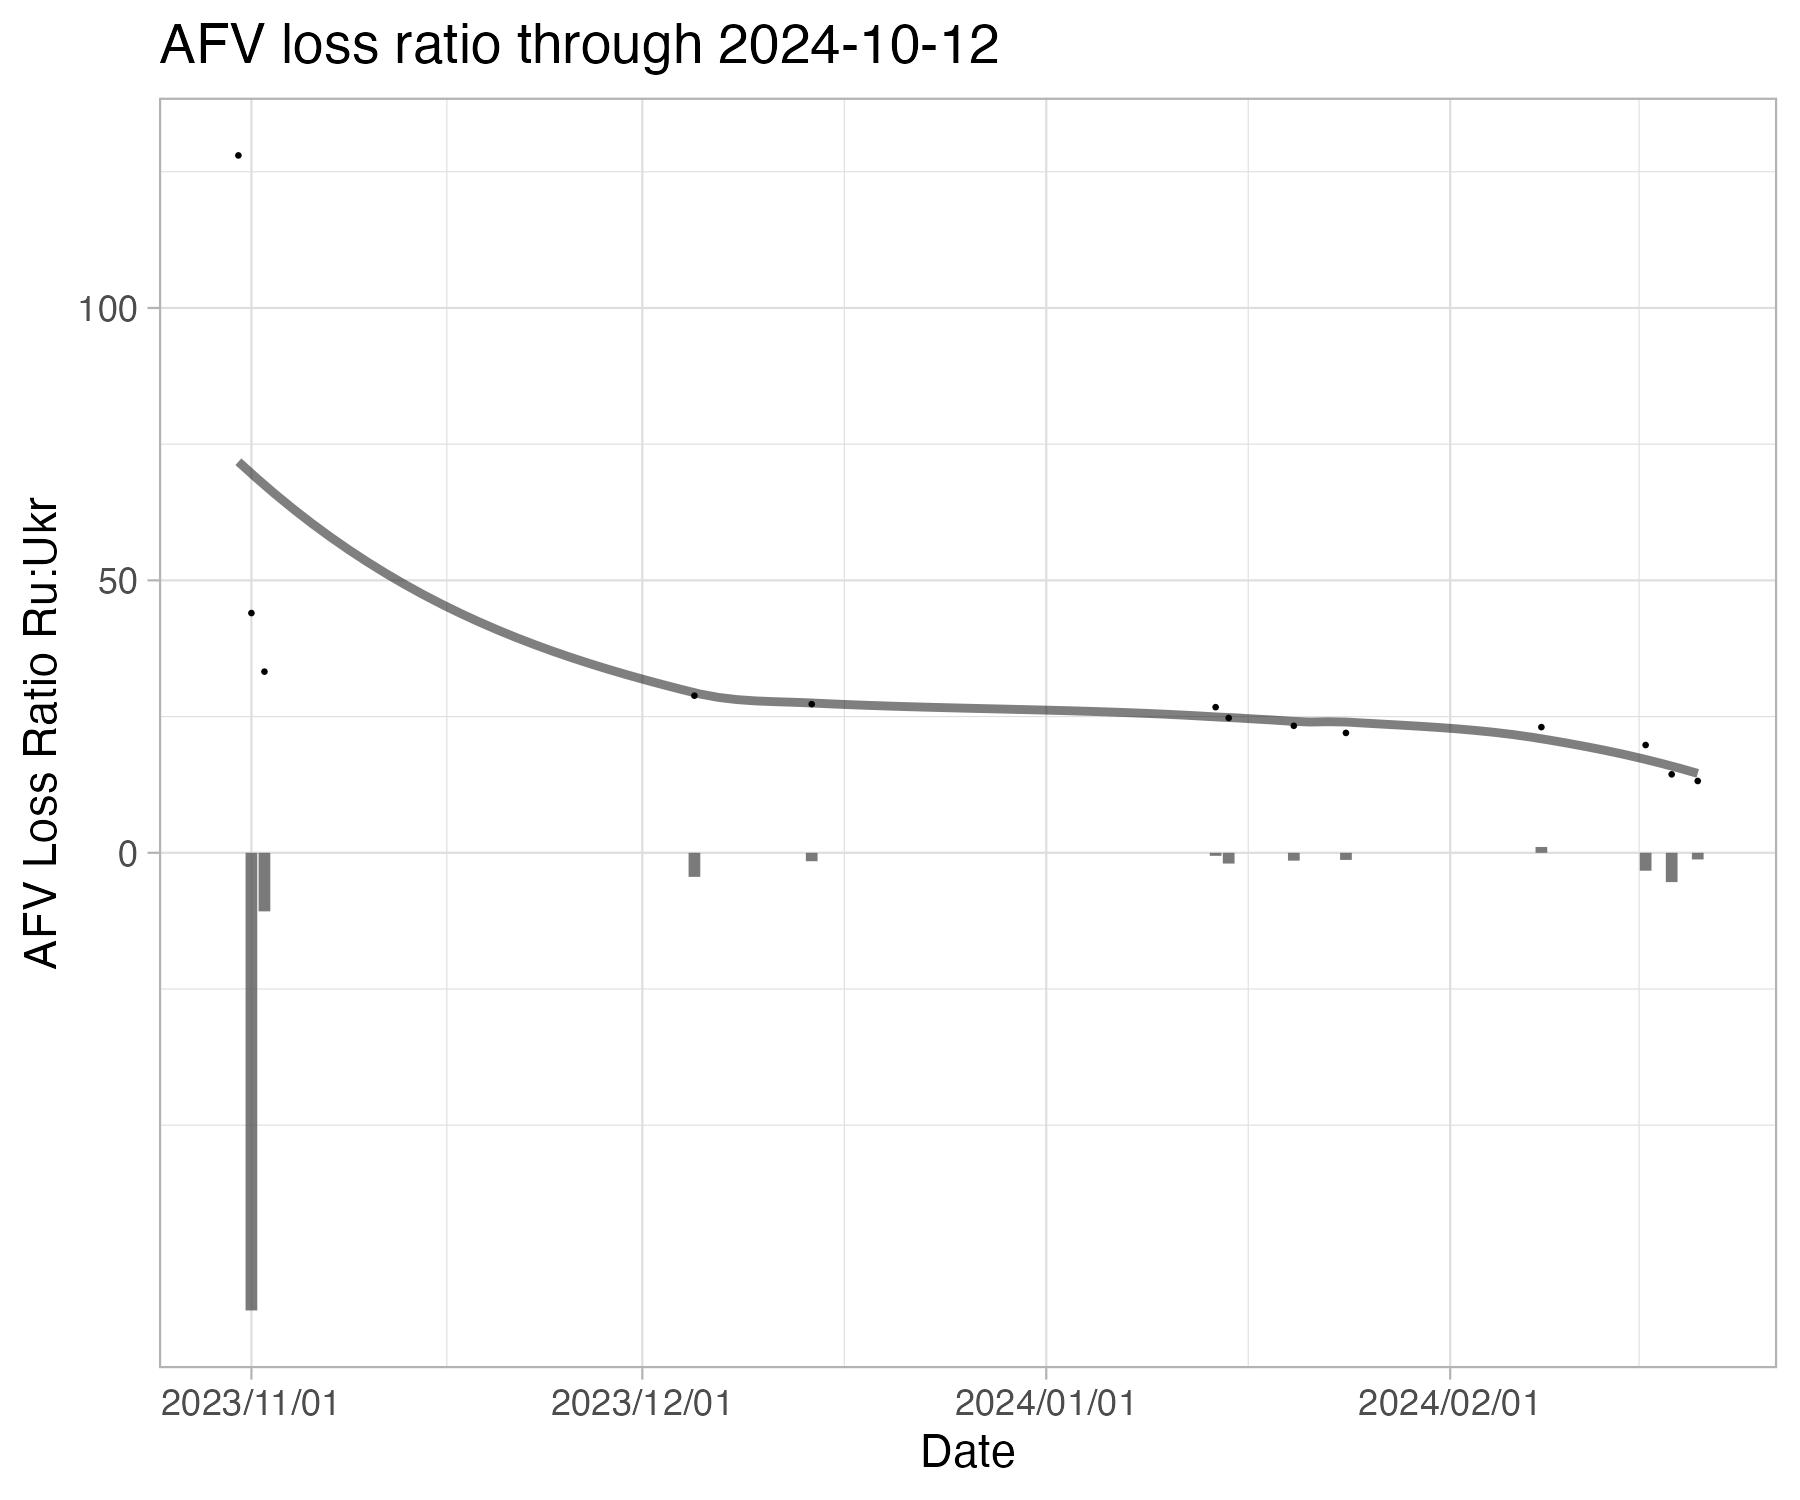 AFV loss ratio through 2024-10-12
AFV Loss Ratio Ru:Ukr
100
50
0
2023/11/01
2023/12/01
2024/01/01
2024/02/01
Date